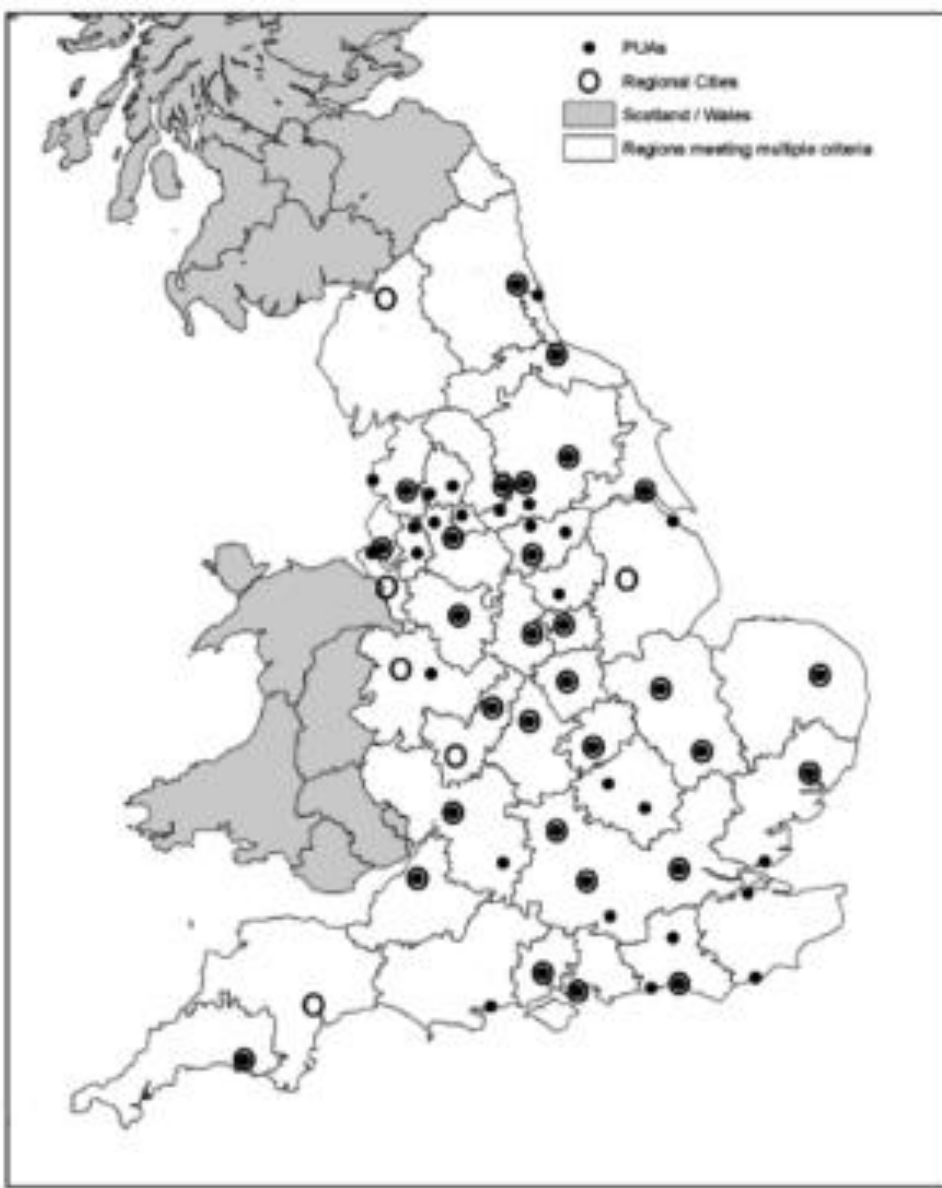 PUAs
Regional Cities
Scotland / Wales
Regions meeting multiple criteria